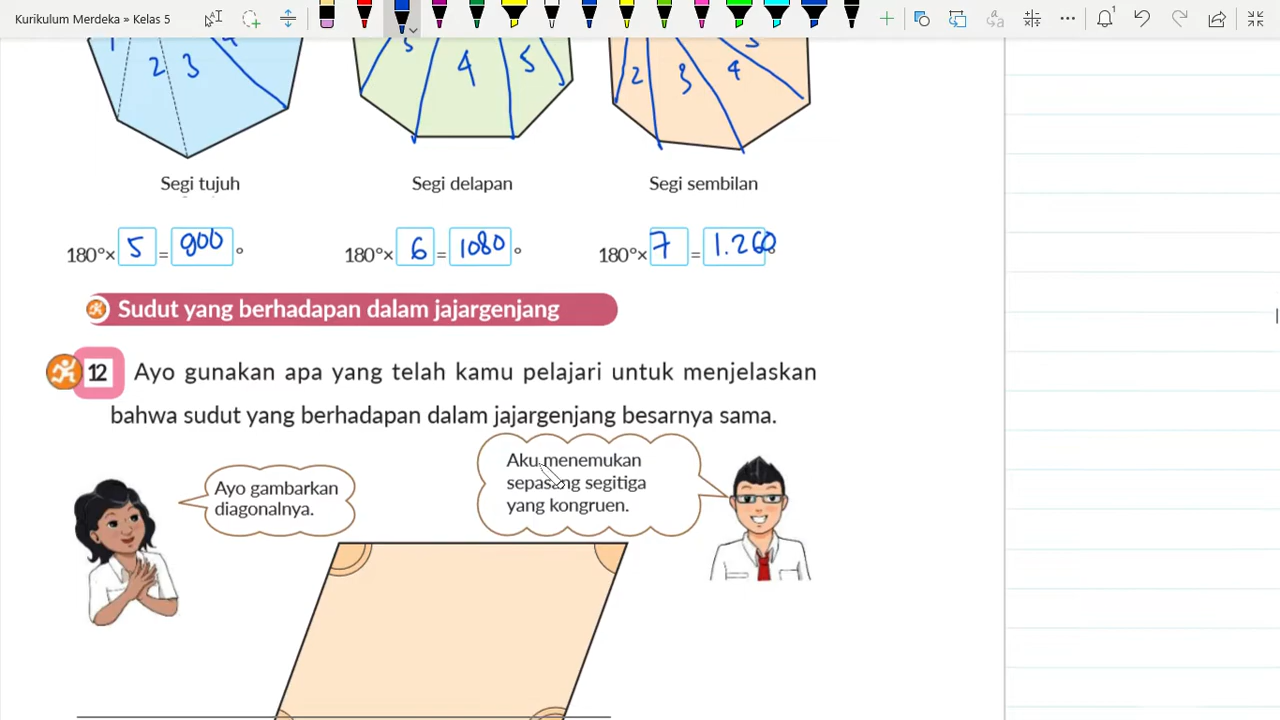 Kurikulum Merdeka » Kelas 5
2 3
3 4 5
2 3 4
Segi tujuh Segi delapan Segi sembilan
180°× 5 = 900 ° 180°× 6 = 1080 ° 180°× 7 = 1.260 °
Sudut yang berhadapan dalam jajargenjang
12 Ayo gunakan apa yang telah kamu pelajari untuk menjelaskan
bahwa sudut yang berhadapan dalam jajargenjang besarnya sama.
Ayo gambarkan
diagonalnya.
Aku menemukan
sepasang segitiga
yang kongruen.